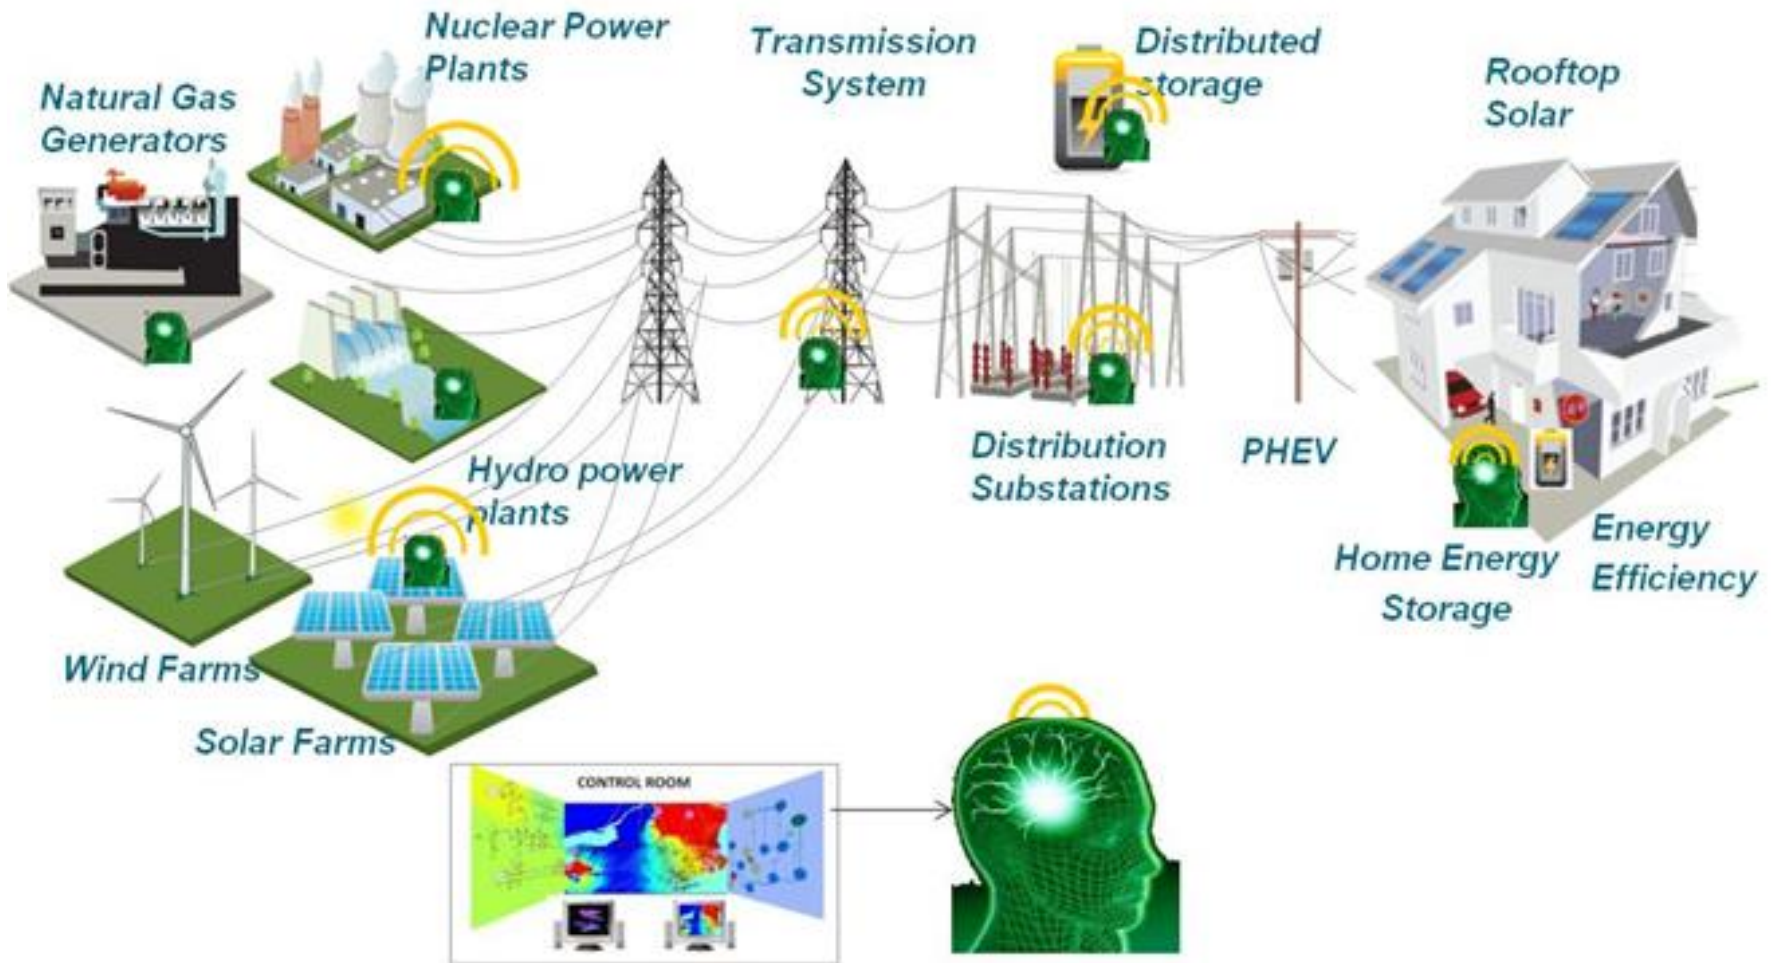 Nuclear Power
Plants
Transmission
System
Distributed
storage
Rooftop
Solar
Natural Gas
Generators
Hydro power
plants
Distribution
Substations
PHEV
Home Energy
Storage
Energy
Efficiency
Wind Farms
Solar Farms
CONTROL ROOM